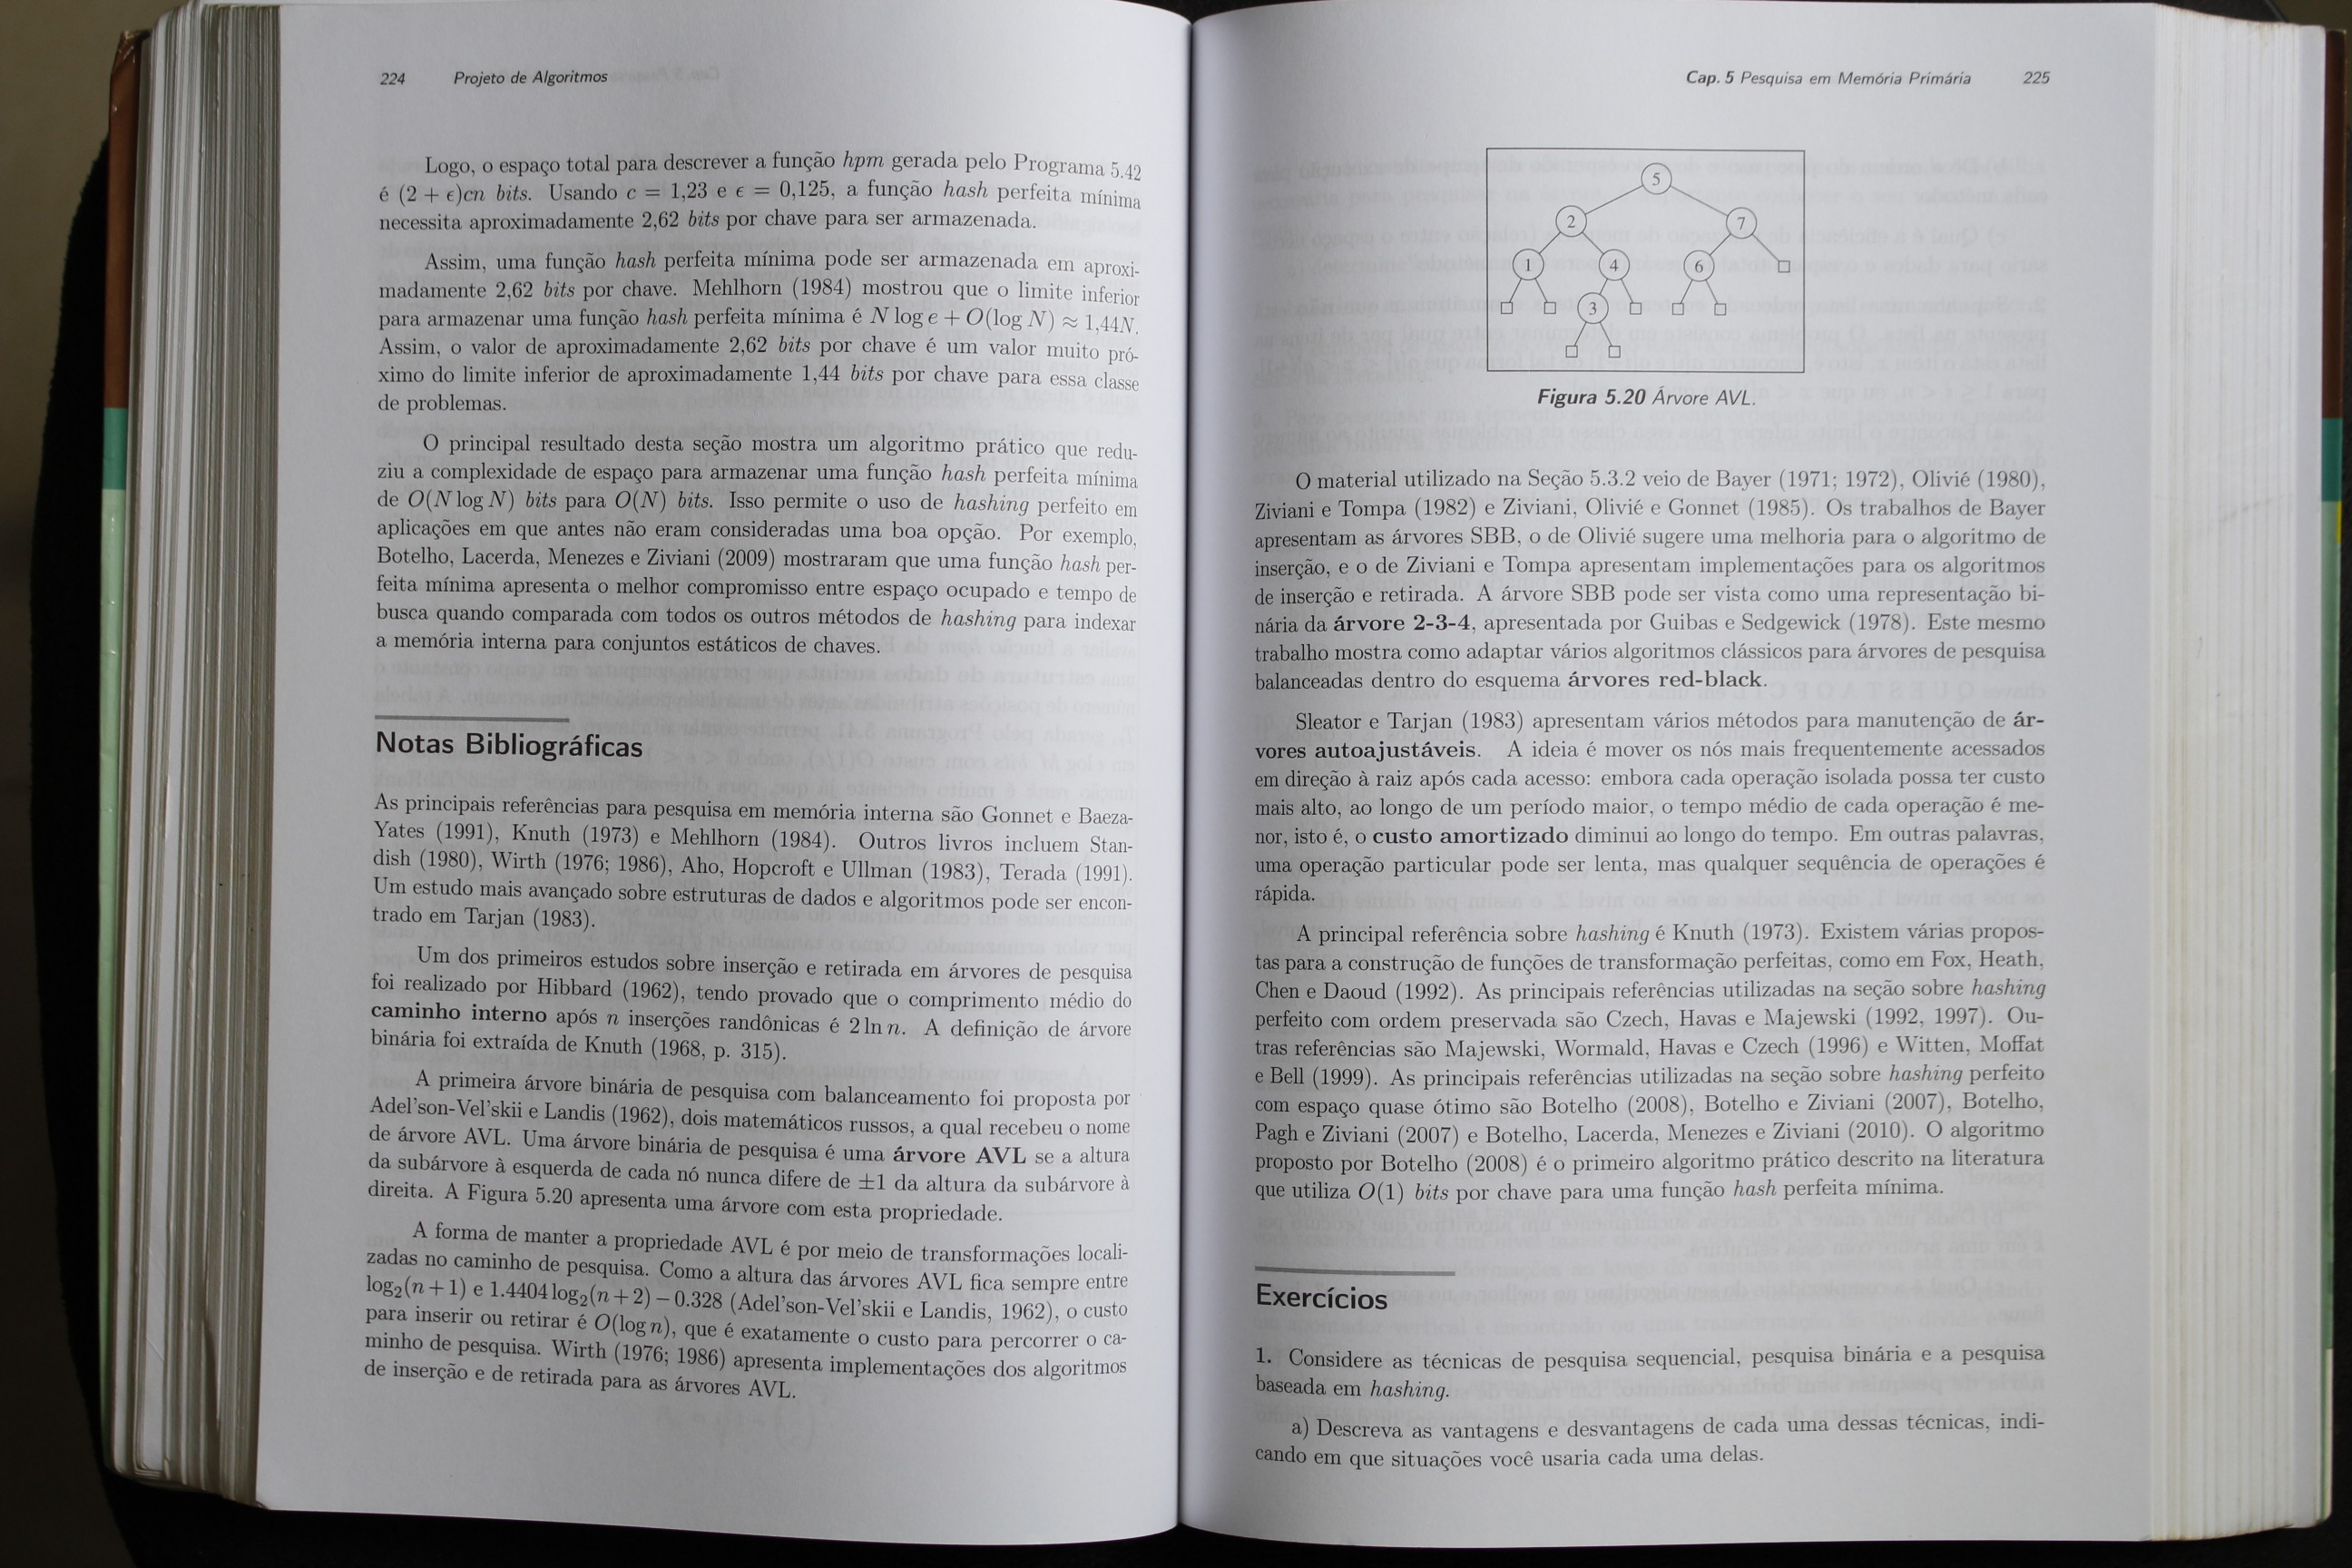 224 Projeto de Algoritmos
Logo, o espaço total para descrever a função hpm gerada pelo Programa 5.42
é (2 + ϵ)cn bits. Usando c = 1,23 e ϵ = 0,125, a função hash perfeita mínima
necessita aproximadamente 2,62 bits por chave para ser armazenada.
Assim, uma função hash perfeita mínima pode ser armazenada em aproxi-
madamente 2,62 bits por chave. Mehlhorn (1984) mostrou que o limite inferior
para armazenar uma função hash perfeita mínima é N log e + O(log N) ≈ 1,44N.
Assim, o valor de aproximadamente 2,62 bits por chave é um valor muito pró-
ximo do limite inferior de aproximadamente 1,44 bits por chave para essa classe
de problemas.
O principal resultado desta seção mostra um algoritmo prático que redu-
ziu a complexidade de espaço para armazenar uma função hash perfeita mínima
de O(N log N) bits para O(N) bits. Isso permite o uso de hashing perfeito em
aplicações em que antes não eram consideradas uma boa opção. Por exemplo,
Botelho, Lacerda, Menezes e Ziviani (2009) mostraram que uma função hash per-
feita mínima apresenta o melhor compromisso entre espaço ocupado e tempo de
busca quando comparada com todos os outros métodos de hashing para indexar
a memória interna para conjuntos estáticos de chaves.
Notas Bibliográficas
As principais referências para pesquisa em memória interna são Gonnet e Baeza-
Yates (1991), Knuth (1973) e Mehlhorn (1984). Outros livros incluem Stan-
dish (1980), Wirth (1976; 1986), Aho, Hopcroft e Ullman (1983), Terada (1991).
Um estudo mais avançado sobre estruturas de dados e algoritmos pode ser encon-
trado em Tarjan (1983).
Um dos primeiros estudos sobre inserção e retirada em árvores de pesquisa
foi realizado por Hibbard (1962), tendo provado que o comprimento médio do
caminho interno após n inserções randônicas é 2 ln n. A definição de árvore
binária foi extraída de Knuth (1968, p. 315).
A primeira árvore binária de pesquisa com balanceamento foi proposta por
Adel'son-Vel'skii e Landis (1962), dois matemáticos russos, a qual recebeu o nome
de árvore AVL. Uma árvore binária de pesquisa é uma árvore AVL se a altura
da subárvore à esquerda de cada nó nunca difere de ±1 da altura da subárvore à
direita. A Figura 5.20 apresenta uma árvore com esta propriedade.
A forma de manter a propriedade AVL é por meio de transformações locali-
zadas no caminho de pesquisa. Como a altura das árvores AVL fica sempre entre
log₂(n + 1) e 1.4404 log₂(n + 2) − 0.328 (Adel'son-Vel'skii e Landis, 1962), o custo
para inserir ou retirar é O(log n), que é exatamente o custo para percorrer o ca-
minho de pesquisa. Wirth (1976; 1986) apresenta implementações dos algoritmos
de inserção e de retirada para as árvores AVL.
Cap. 5 Pesquisa em Memória Primária 225
5
2 7
1 4 6
3
Figura 5.20 Árvore AVL.
O material utilizado na Seção 5.3.2 veio de Bayer (1971; 1972), Olivié (1980),
Ziviani e Tompa (1982) e Ziviani, Olivié e Gonnet (1985). Os trabalhos de Bayer
apresentam as árvores SBB, o de Olivié sugere uma melhoria para o algoritmo de
inserção, e o de Ziviani e Tompa apresentam implementações para os algoritmos
de inserção e retirada. A árvore SBB pode ser vista como uma representação bi-
nária da árvore 2-3-4, apresentada por Guibas e Sedgewick (1978). Este mesmo
trabalho mostra como adaptar vários algoritmos clássicos para árvores de pesquisa
balanceadas dentro do esquema árvores red-black.
Sleator e Tarjan (1983) apresentam vários métodos para manutenção de ár-
vores autoajustáveis. A ideia é mover os nós mais frequentemente acessados
em direção à raiz após cada acesso: embora cada operação isolada possa ter custo
mais alto, ao longo de um período maior, o tempo médio de cada operação é me-
nor, isto é, o custo amortizado diminui ao longo do tempo. Em outras palavras,
uma operação particular pode ser lenta, mas qualquer sequência de operações é
rápida.
A principal referência sobre hashing é Knuth (1973). Existem várias propos-
tas para a construção de funções de transformação perfeitas, como em Fox, Heath,
Chen e Daoud (1992). As principais referências utilizadas na seção sobre hashing
perfeito com ordem preservada são Czech, Havas e Majewski (1992, 1997). Ou-
tras referências são Majewski, Wormald, Havas e Czech (1996) e Witten, Moffat
e Bell (1999). As principais referências utilizadas na seção sobre hashing perfeito
com espaço quase ótimo são Botelho (2008), Botelho e Ziviani (2007), Botelho,
Pagh e Ziviani (2007) e Botelho, Lacerda, Menezes e Ziviani (2010). O algoritmo
proposto por Botelho (2008) é o primeiro algoritmo prático descrito na literatura
que utiliza O(1) bits por chave para uma função hash perfeita mínima.
Exercícios
1. Considere as técnicas de pesquisa sequencial, pesquisa binária e a pesquisa
baseada em hashing.
a) Descreva as vantagens e desvantagens de cada uma dessas técnicas, indi-
cando em que situações você usaria cada uma delas.